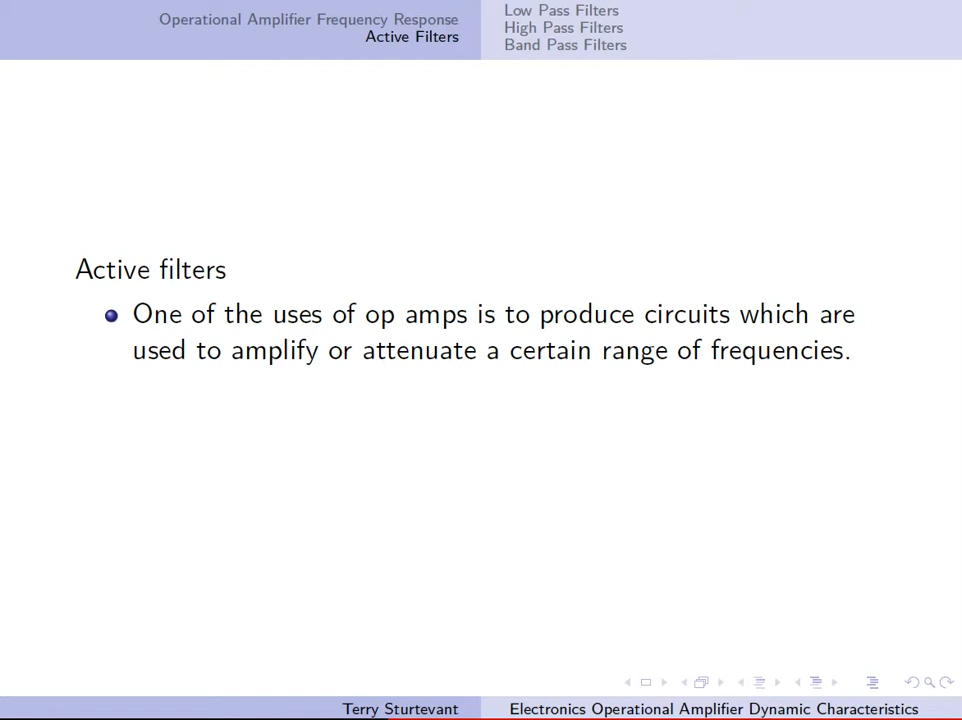 Operational Amplifier Frequency Response
Active Filters
Low Pass Filters
High Pass Filters
Band Pass Filters
Active filters
One of the uses of op amps is to produce circuits which are
used to amplify or attenuate a certain range of frequencies.
Terry Sturtevant
Electronics Operational Amplifier Dynamic Characteristics